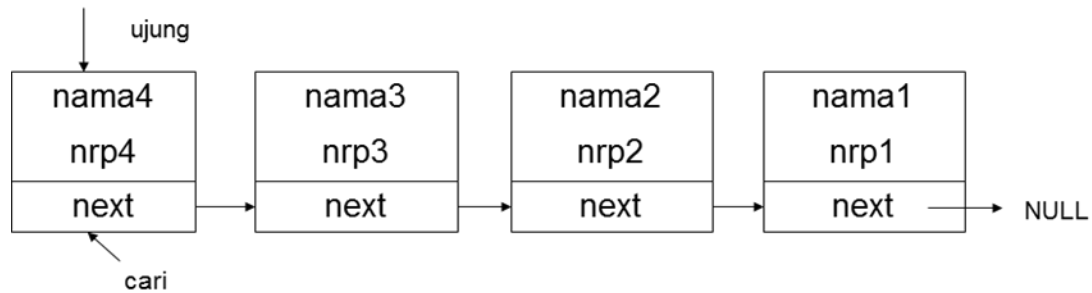 ujung
nama4 nama3 nama2 nama1
nrp4 nrp3 nrp2 nrp1
next next next next NULL
cari